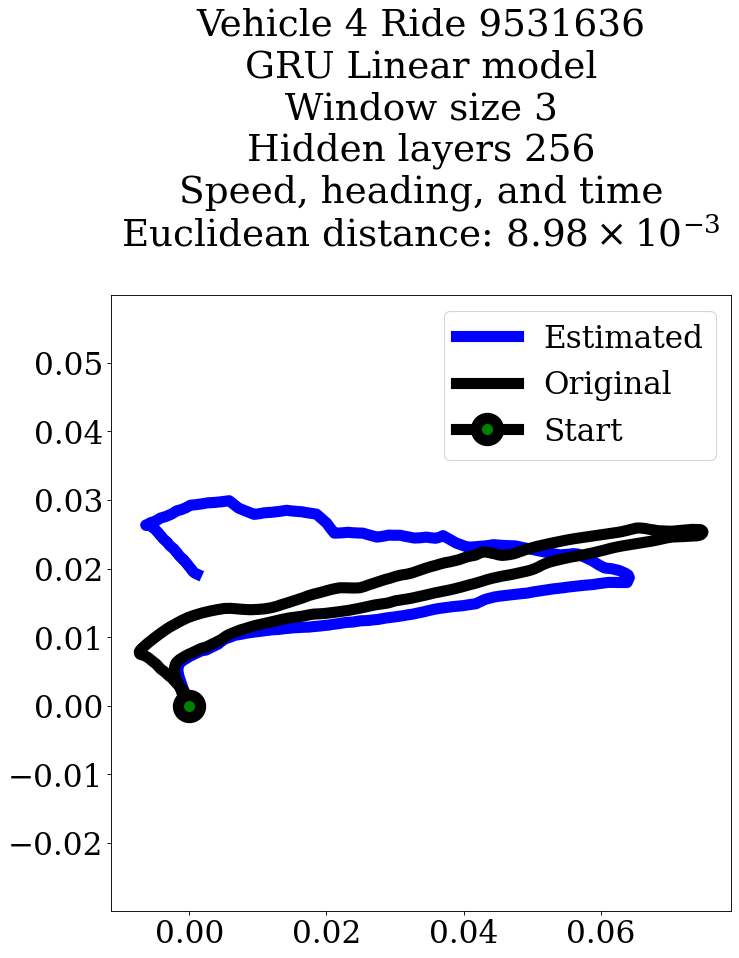 Vehicle 4 Ride 9531636
GRU Linear model
Window size 3
Hidden layers 256
Speed, heading, and time
Euclidean distance: 8.98 × 10⁻³
Estimated
Original
Start
0.05
0.04
0.03
0.02
0.01
0.00
−0.01
−0.02
0.00 0.02 0.04 0.06